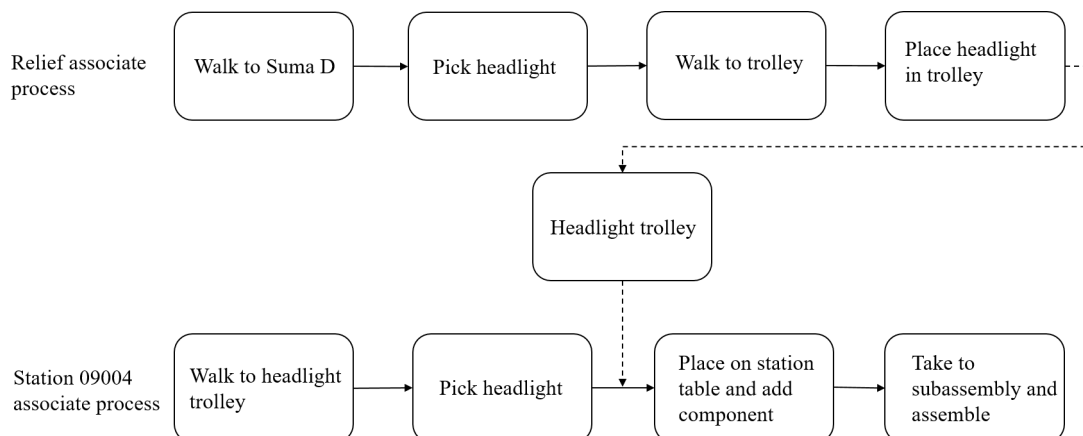 Relief associate
process
Walk to Suma D
Pick headlight
Walk to trolley
Place headlight
in trolley
Headlight trolley
Station 09004
associate process
Walk to headlight
trolley
Pick headlight
Place on station
table and add
component
Take to
subassembly and
assemble